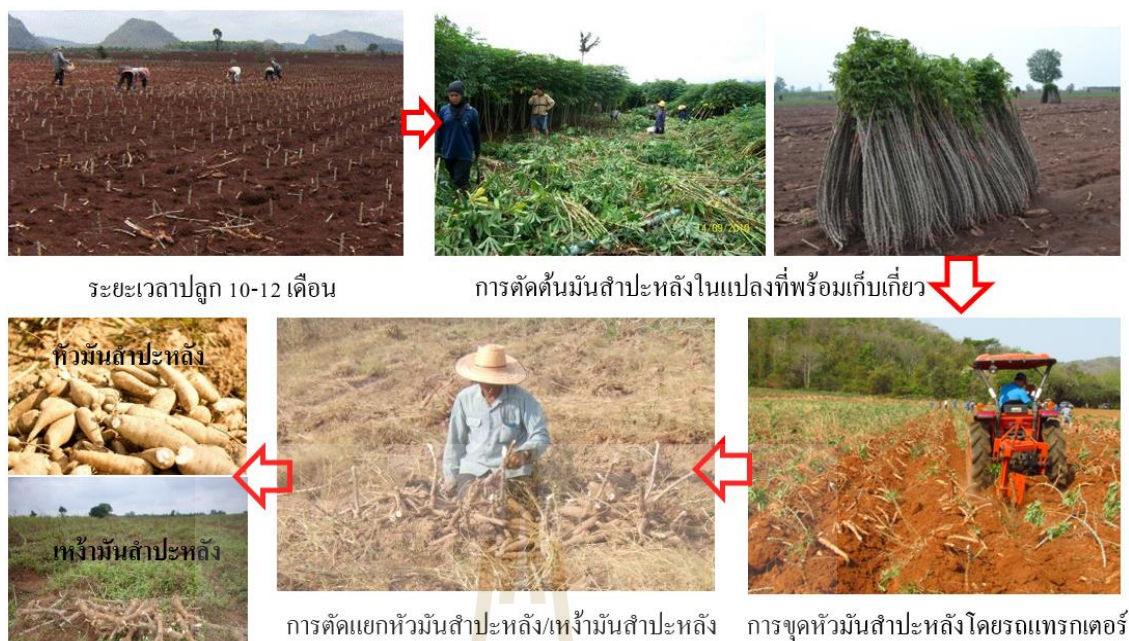 14/09/2010
ระยะเวลาปลูก 10-12 เดือน
การตัดต้นมันสำปะหลังในแปลงที่พร้อมเก็บเกี่ยว
หัวมันสำปะหลัง
เหง้ามันสำปะหลัง
การตัดแยกหัวมันสำปะหลัง/เหง้ามันสำปะหลัง
การขุดหัวมันสำปะหลังโดยรถแทรกเตอร์